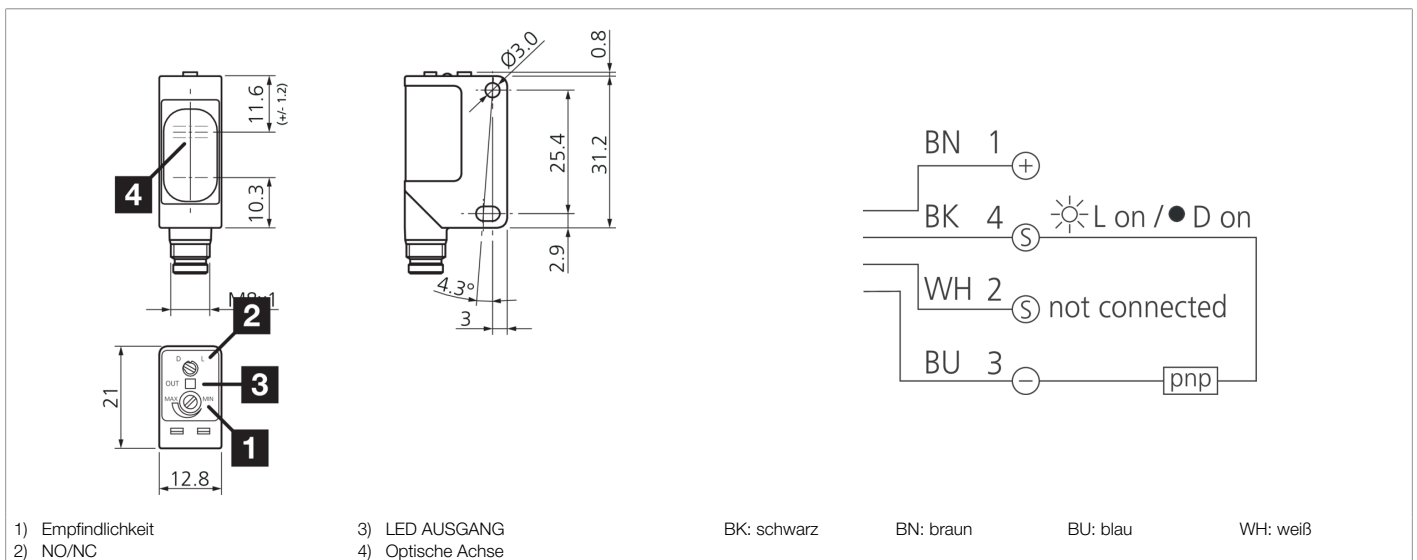 Ø3.0
0.8
11.6
(+/- 1.2)
25.4
31.2
10.3
4
2.9
4.3°
3
M8x1
2
D L
OUT
3
MAX MIN
21
1
12.8
BN 1
+
BK 4 S L on / D on
WH 2 S not connected
BU 3 −
pnp
1) Empfindlichkeit
2) NO/NC
3) LED AUSGANG
4) Optische Achse
BK: schwarz
BN: braun
BU: blau
WH: weiß